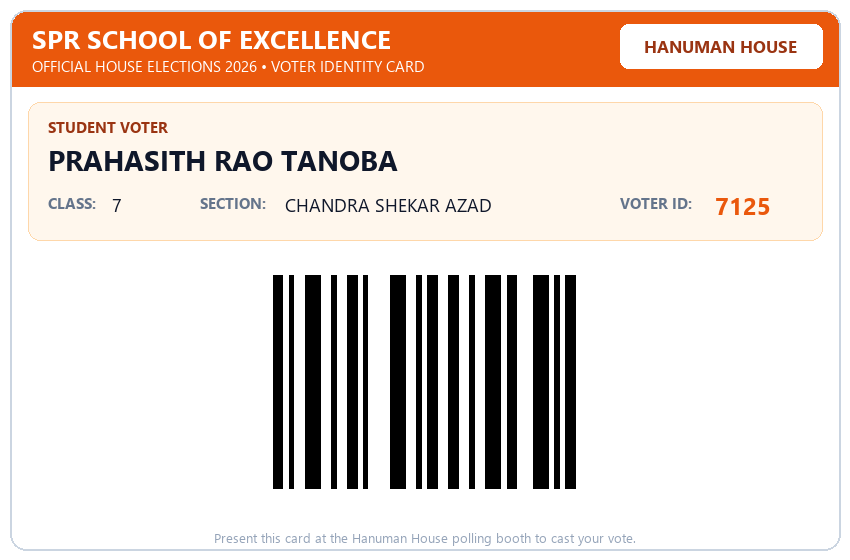 SPR SCHOOL OF EXCELLENCE
OFFICIAL HOUSE ELECTIONS 2026 • VOTER IDENTITY CARD
HANUMAN HOUSE
STUDENT VOTER
PRAHASITH RAO TANOBA
CLASS: 7 SECTION: CHANDRA SHEKAR AZAD VOTER ID: 7125
Present this card at the Hanuman House polling booth to cast your vote.